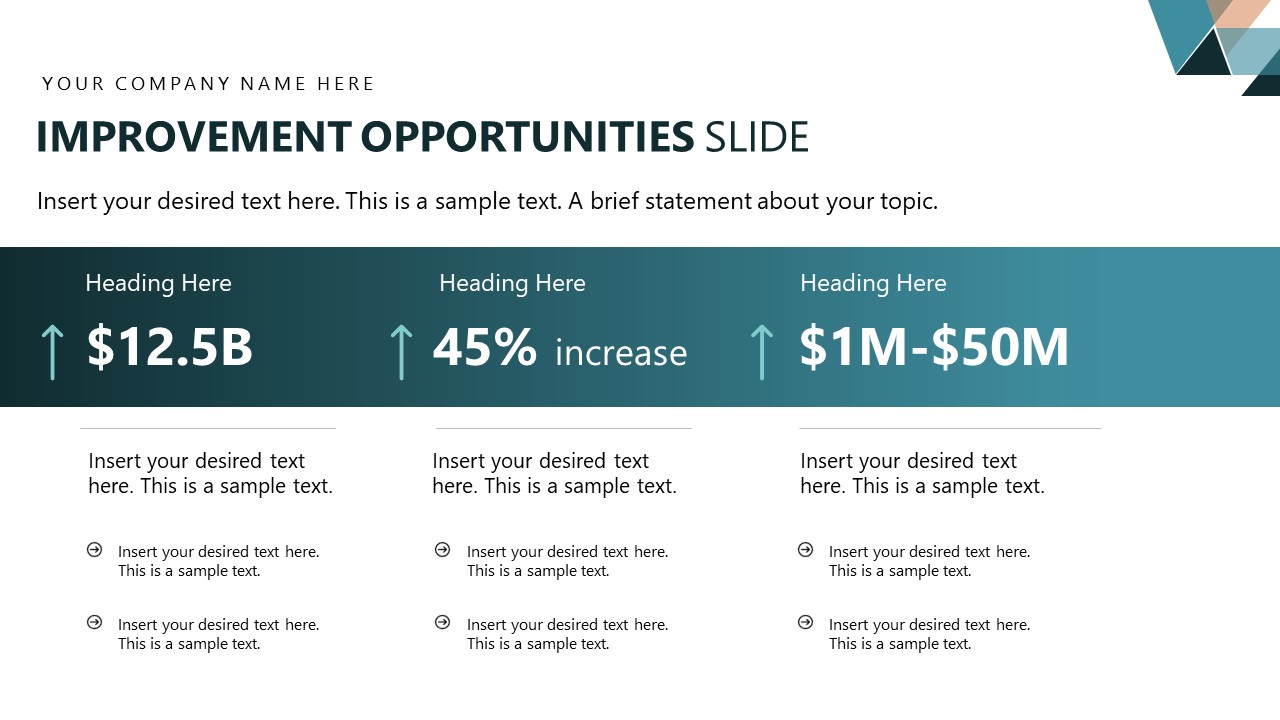 YOUR COMPANY NAME HERE
IMPROVEMENT OPPORTUNITIES SLIDE
Insert your desired text here. This is a sample text. A brief statement about your topic.
Heading Here
$12.5B
Insert your desired text
here. This is a sample text.
Insert your desired text here.
This is a sample text.
Insert your desired text here.
This is a sample text.
Heading Here
45% increase
Insert your desired text
here. This is a sample text.
Insert your desired text here.
This is a sample text.
Insert your desired text here.
This is a sample text.
Heading Here
$1M-$50M
Insert your desired text
here. This is a sample text.
Insert your desired text here.
This is a sample text.
Insert your desired text here.
This is a sample text.